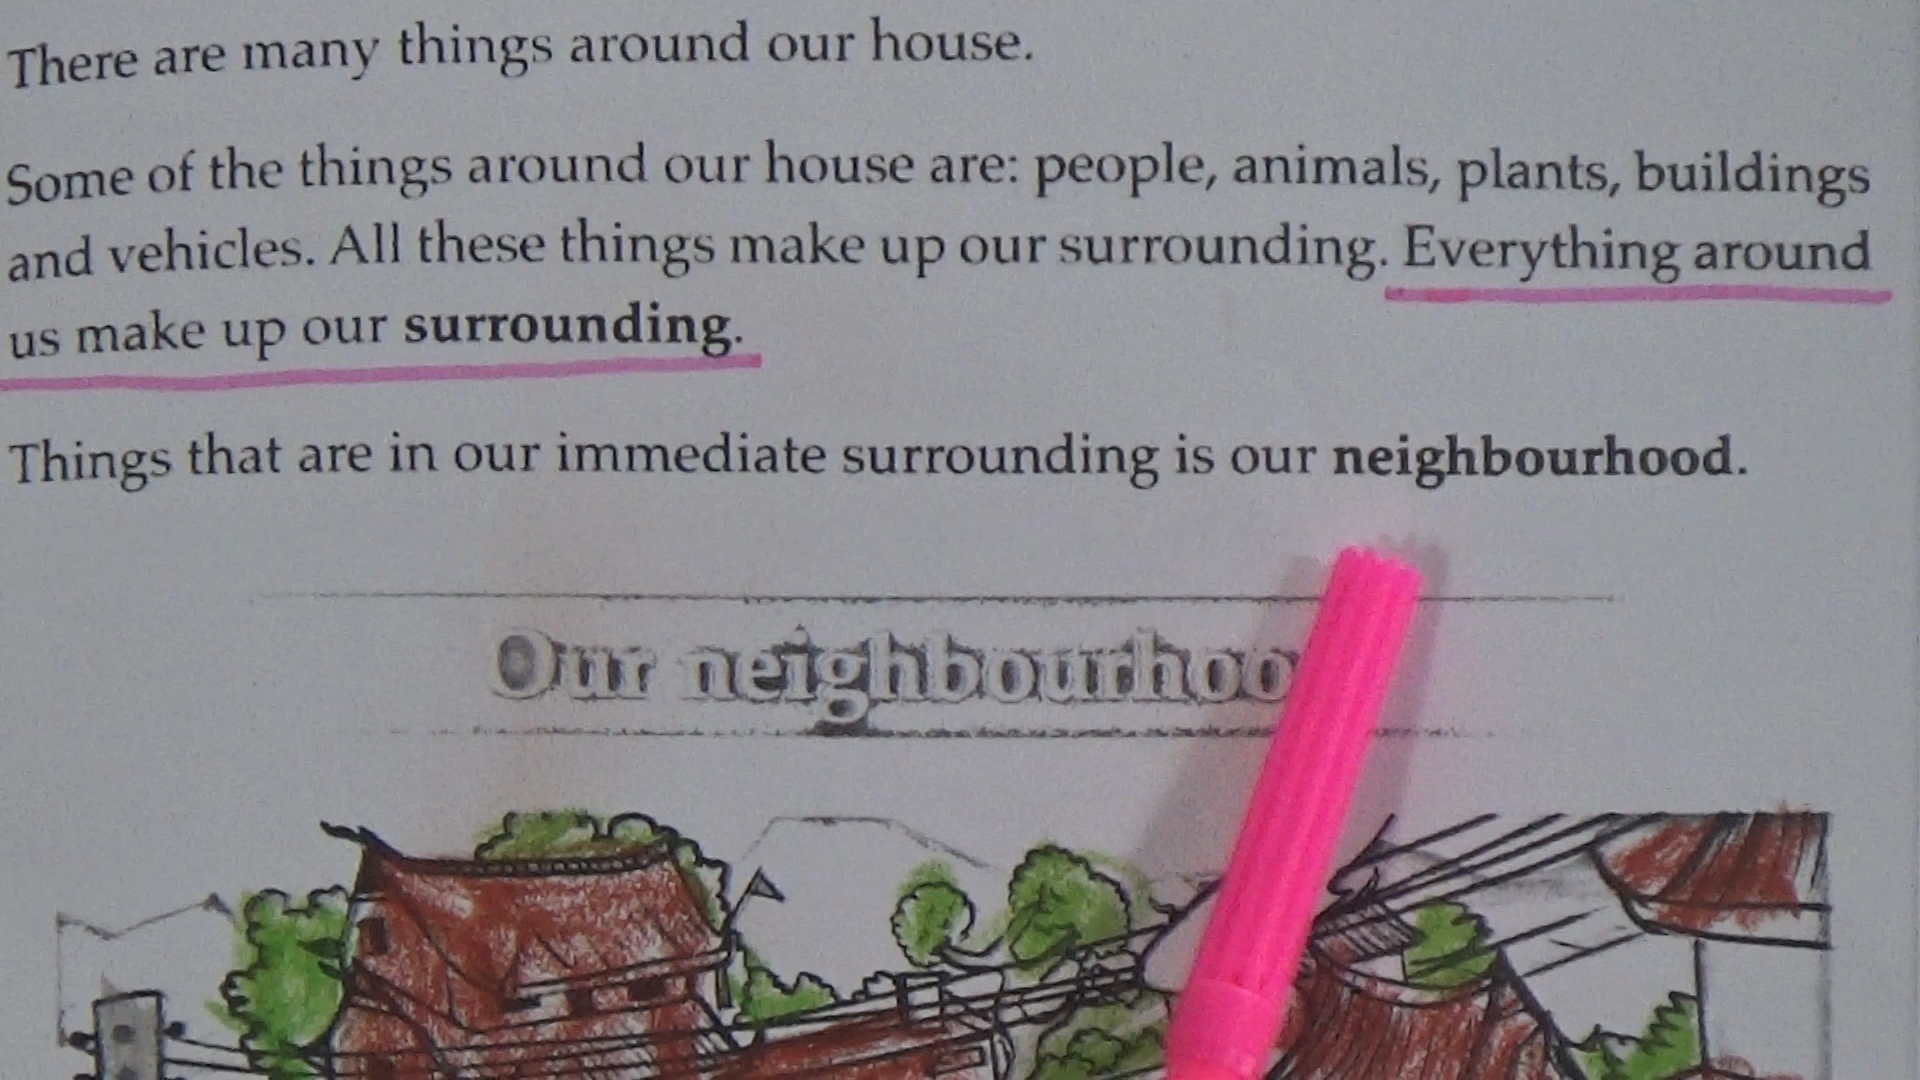 There are many things around our house.
Some of the things around our house are: people, animals, plants, buildings
and vehicles. All these things make up our surrounding. Everything around
us make up our surrounding.
Things that are in our immediate surrounding is our neighbourhood.
Our